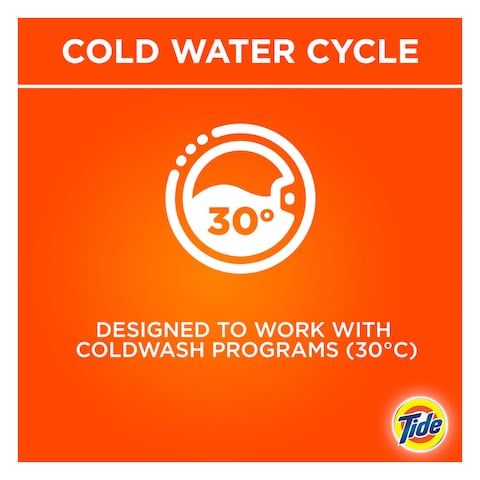 COLD WATER CYCLE
30°
DESIGNED TO WORK WITH
COLDWASH PROGRAMS (30°C)
Tide